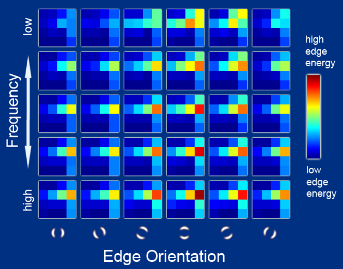 low
Frequency
high
Edge Orientation
high
edge
energy
low
edge
energy